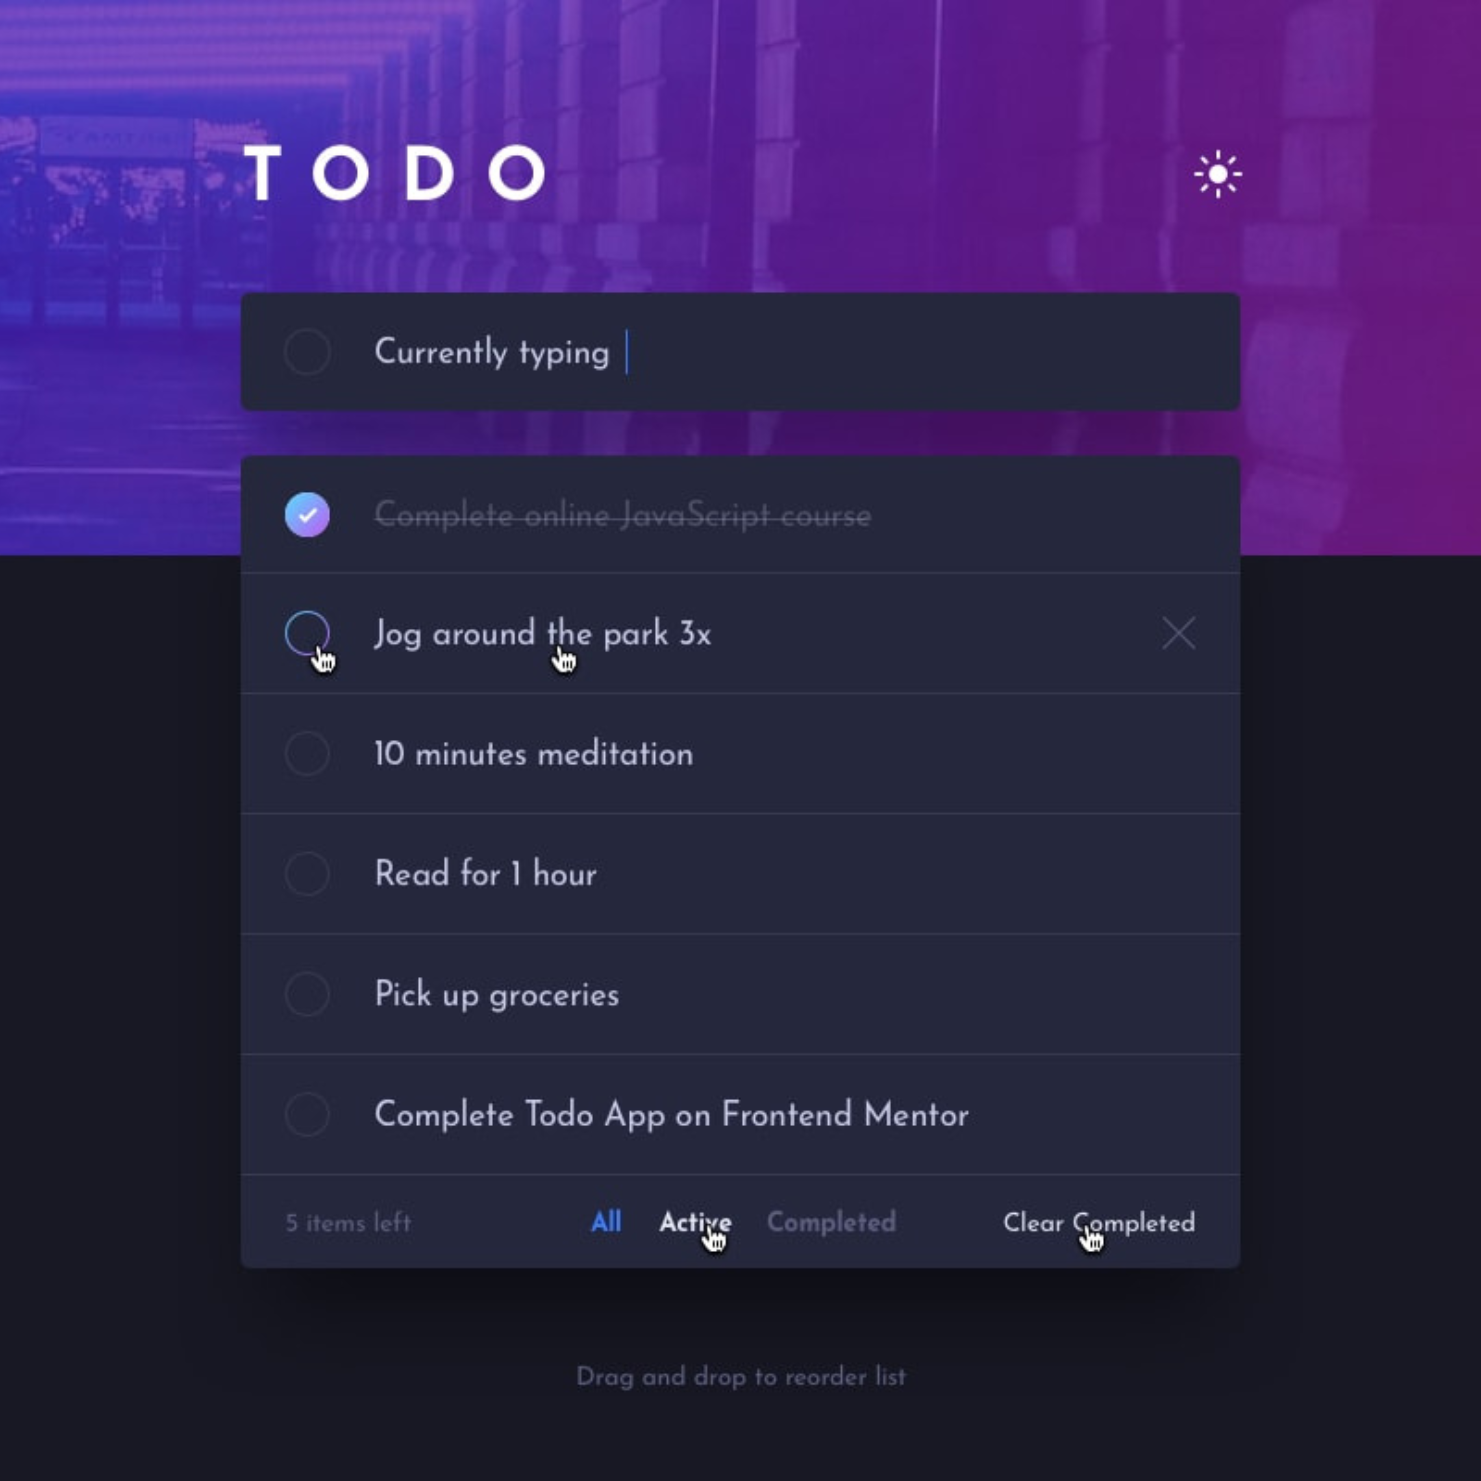 TODO
Currently typing
Complete online JavaScript course
Jog around the park 3x
10 minutes meditation
Read for 1 hour
Pick up groceries
Complete Todo App on Frontend Mentor
5 items left All Active Completed Clear Completed
Drag and drop to reorder list